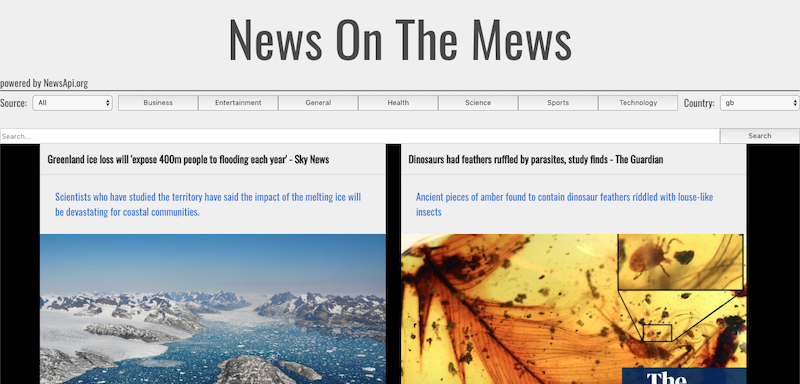 News On The Mews
powered by NewsApi.org
Source: All Business Entertainment General Health Science Sports Technology Country: gb
Search... Search
Greenland ice loss will 'expose 400m people to flooding each year' - Sky News
Scientists who have studied the territory have said the impact of the melting ice will
be devastating for coastal communities.
Dinosaurs had feathers ruffled by parasites, study finds - The Guardian
Ancient pieces of amber found to contain dinosaur feathers riddled with louse-like
insects
The